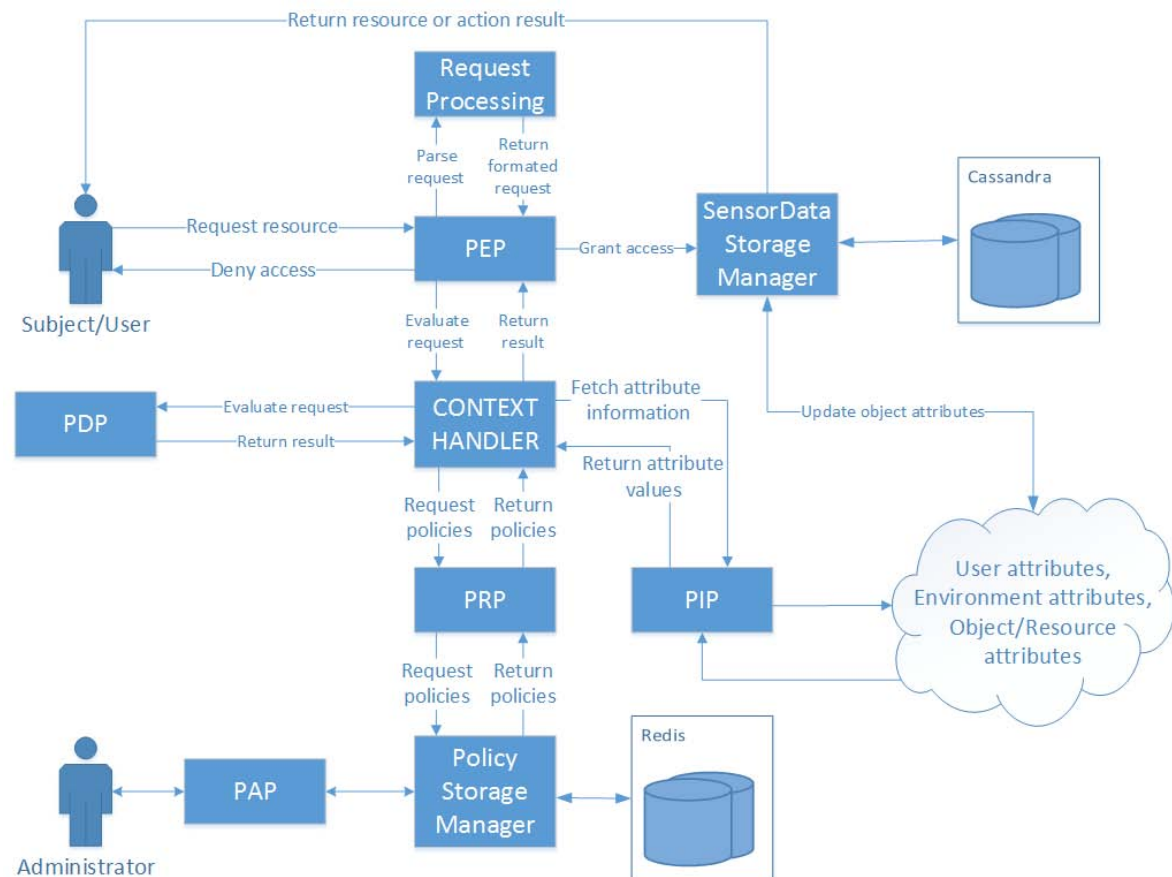 Return resource or action result
Request
Processing
Parse
request
Return
formated
request
Cassandra
SensorData
Storage
Manager
Request resource
PEP
Grant access
Deny access
Subject/User
Evaluate
request
Return
result
Fetch attribute
information
PDP
Evaluate request
CONTEXT
HANDLER
Update object attributes
Return result
Return attribute
values
Request
policies
Return
policies
PRP
PIP
User attributes,
Environment attributes,
Object/Resource
attributes
Request
policies
Return
policies
Redis
Policy
Storage
Manager
PAP
Administrator